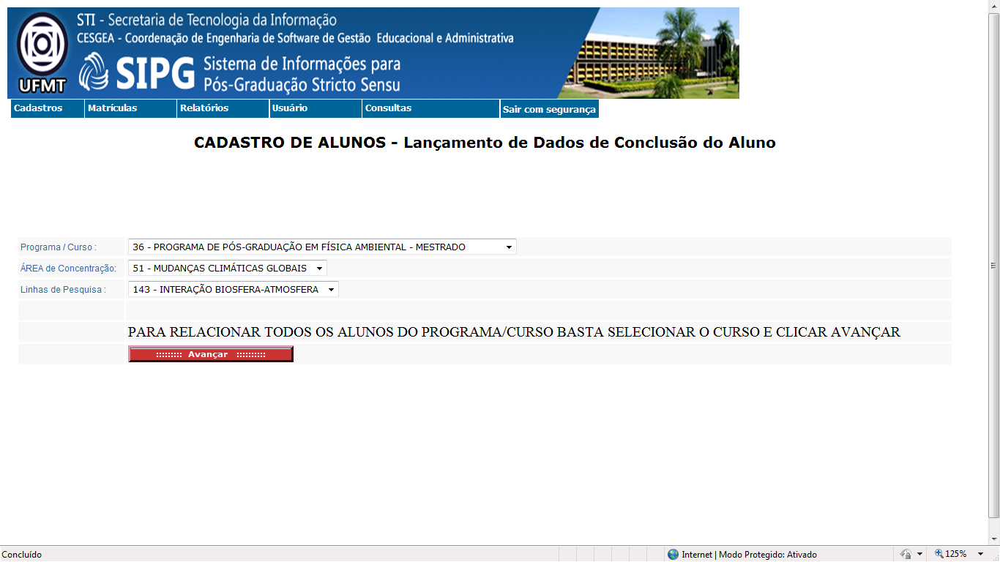 STI - Secretaria de Tecnologia da Informação
CESGEA - Coordenação de Engenharia de Software de Gestão Educacional e Administrativa
SIPG
Sistema de Informações para
Pós-Graduação Stricto Sensu
UFMT
Cadastros Matrículas Relatórios Usuário Consultas Sair com segurança
CADASTRO DE ALUNOS - Lançamento de Dados de Conclusão do Aluno
Programa / Curso : 36 - PROGRAMA DE PÓS-GRADUAÇÃO EM FÍSICA AMBIENTAL - MESTRADO
ÁREA de Concentração: 51 - MUDANÇAS CLIMÁTICAS GLOBAIS
Linhas de Pesquisa : 143 - INTERAÇÃO BIOSFERA-ATMOSFERA
PARA RELACIONAR TODOS OS ALUNOS DO PROGRAMA/CURSO BASTA SELECIONAR O CURSO E CLICAR AVANÇAR
::::::::: Avançar ::::::::::
Concluído Internet | Modo Protegido: Ativado 125%